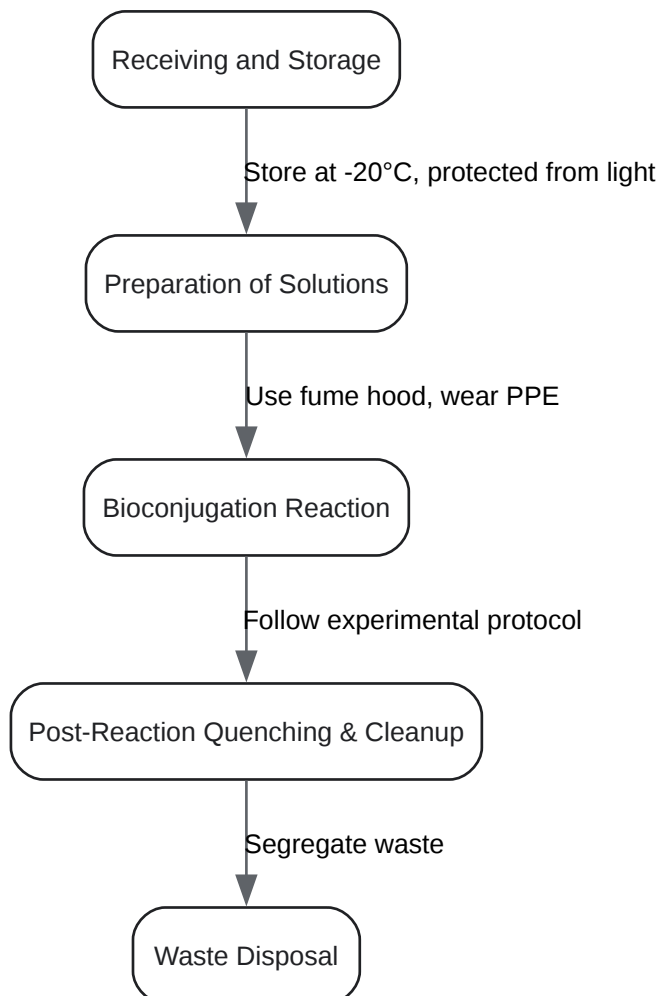 Receiving and Storage
Store at -20°C, protected from light
Preparation of Solutions
Use fume hood, wear PPE
Bioconjugation Reaction
Follow experimental protocol
Post-Reaction Quenching & Cleanup
Segregate waste
Waste Disposal